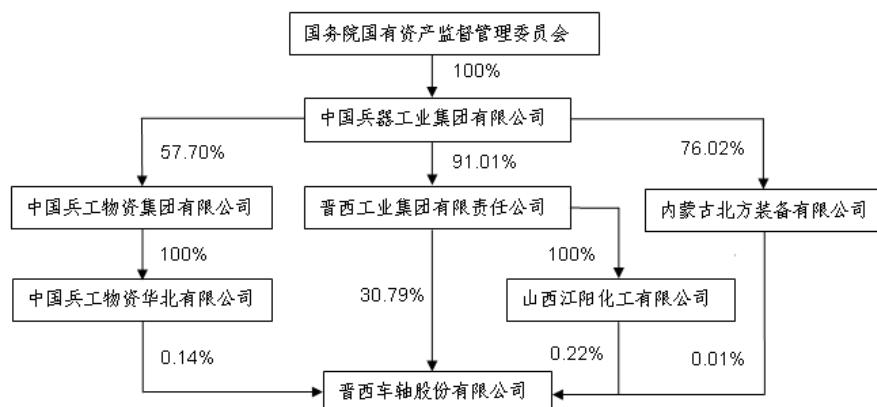 国务院国有资产监督管理委员会
100%
中国兵器工业集团有限公司
57.70%
91.01%
76.02%
中国兵工物资集团有限公司
晋西工业集团有限责任公司
内蒙古北方装备有限公司
100%
100%
中国兵工物资华北有限公司
30.79%
山西江阳化工有限公司
0.14%
0.22%
0.01%
晋西车轴股份有限公司